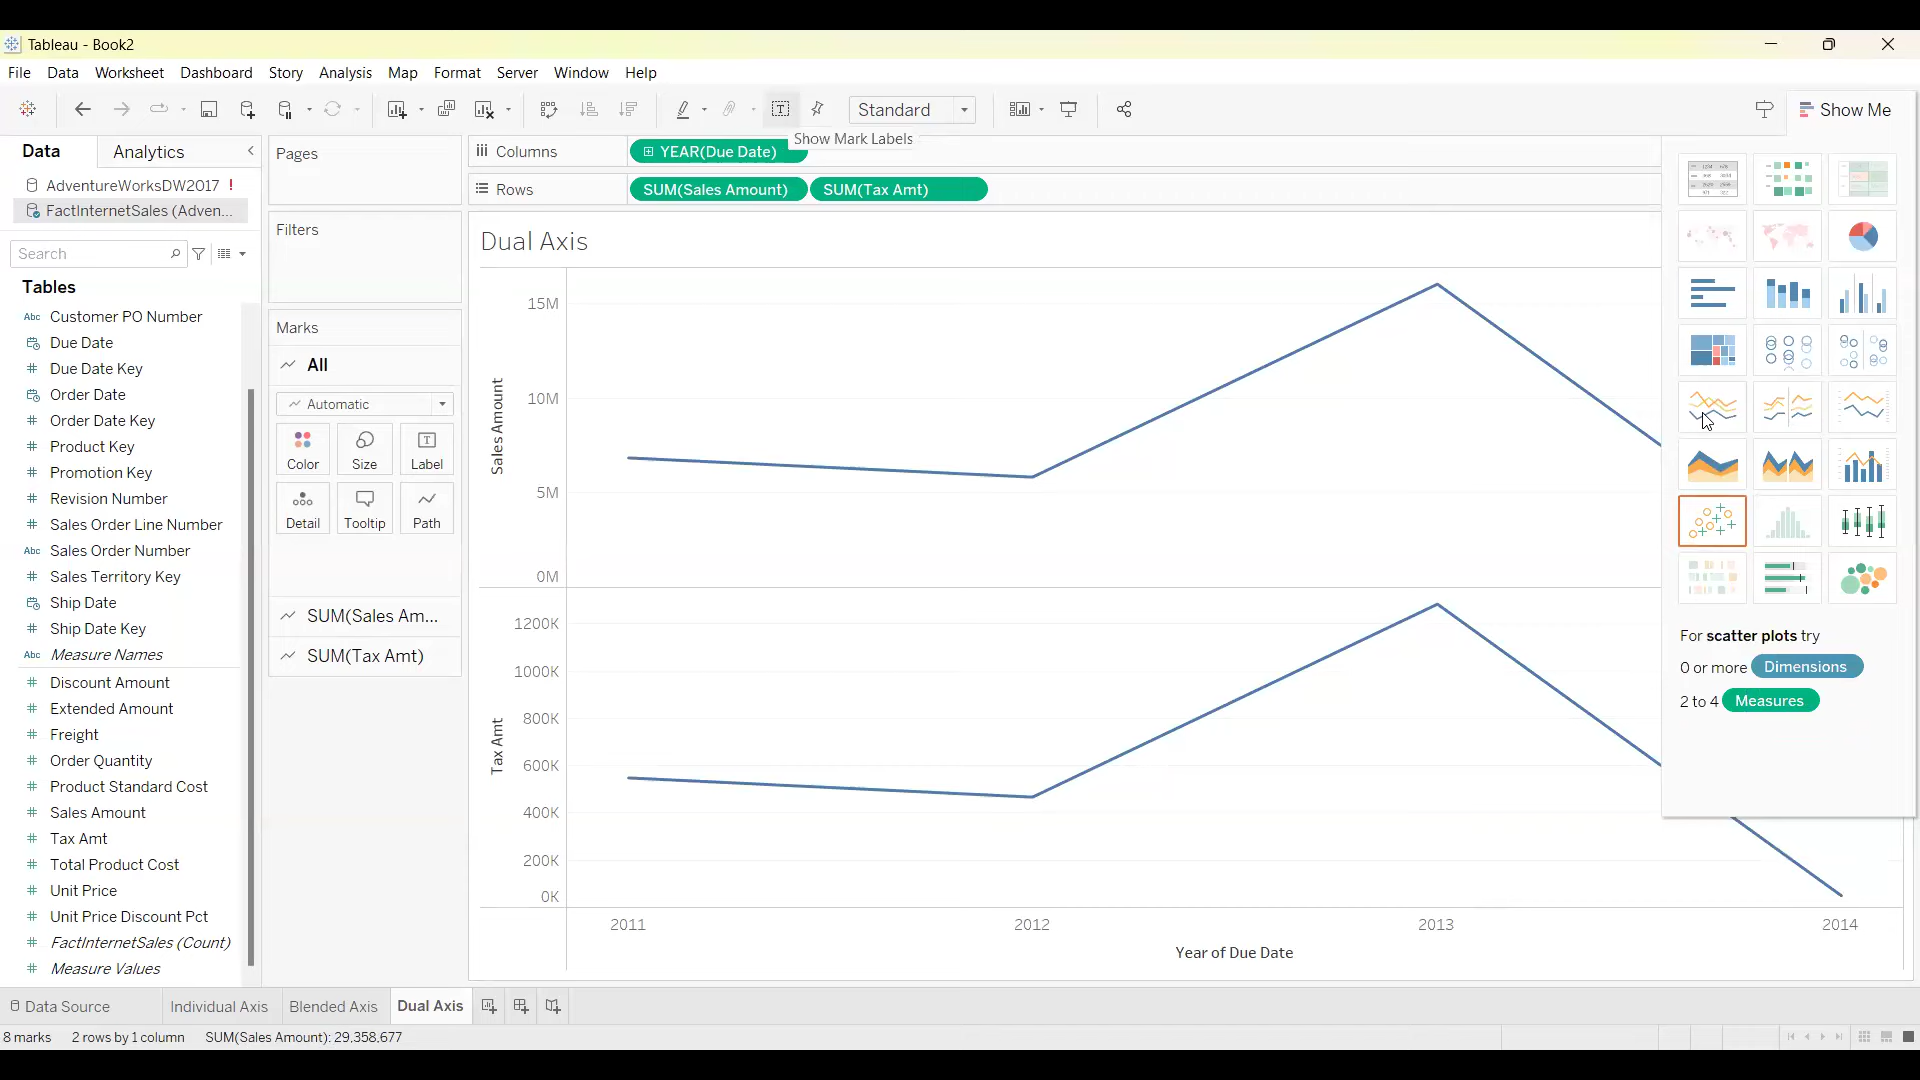 Tableau - Book2
File Data Worksheet Dashboard Story Analysis Map Format Server Window Help
Standard
Show Me
Show Mark Labels
Data
Analytics
AdventureWorksDW2017 !
FactInternetSales (Adven...
Search
Tables
Abc Customer PO Number
Due Date
# Due Date Key
Order Date
# Order Date Key
# Product Key
# Promotion Key
# Revision Number
# Sales Order Line Number
Abc Sales Order Number
# Sales Territory Key
Ship Date
# Ship Date Key
Abc Measure Names
# Discount Amount
# Extended Amount
# Freight
# Order Quantity
# Product Standard Cost
# Sales Amount
# Tax Amt
# Total Product Cost
# Unit Price
# Unit Price Discount Pct
# FactInternetSales (Count)
# Measure Values
Pages
Filters
Marks
All
Automatic
Color Size Label
Detail Tooltip Path
SUM(Sales Am...
SUM(Tax Amt)
Columns
YEAR(Due Date)
Rows
SUM(Sales Amount) SUM(Tax Amt)
Dual Axis
Sales Amount
15M
10M
5M
0M
Tax Amt
1200K
1000K
800K
600K
400K
200K
0K
2011 2012 2013 2014
Year of Due Date
For scatter plots try
0 or more Dimensions
2 to 4 Measures
Data Source Individual Axis Blended Axis Dual Axis
8 marks 2 rows by 1 column SUM(Sales Amount): 29,358,677